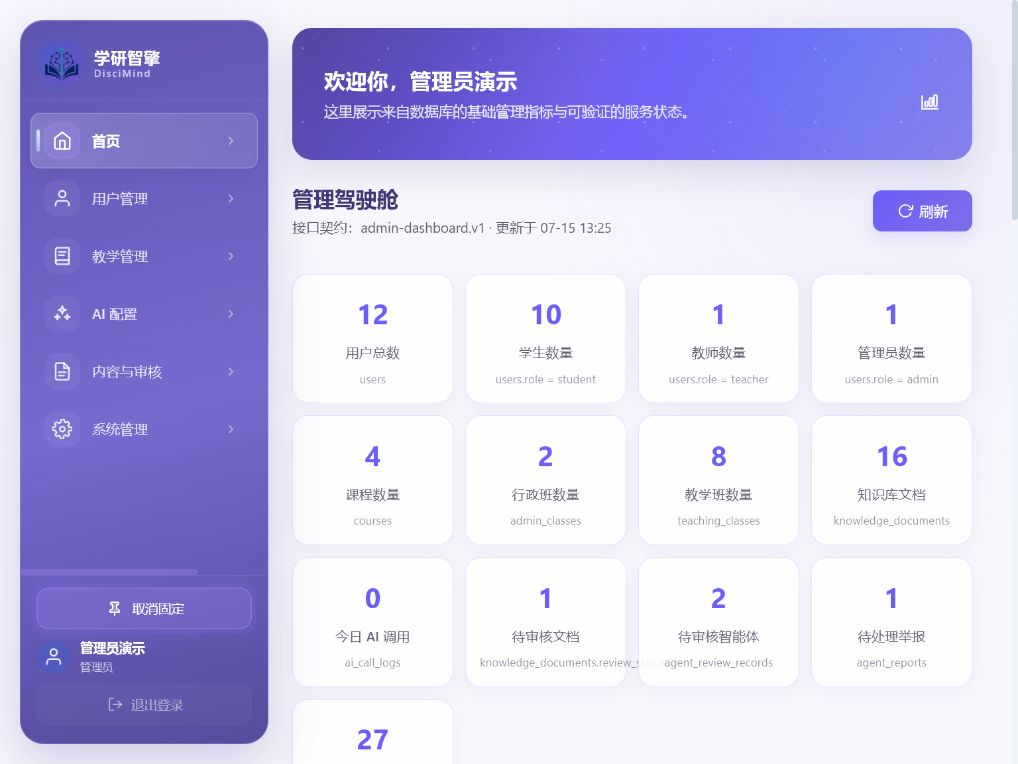 学研智擎
DisciMind
首页
用户管理
教学管理
AI 配置
内容与审核
系统管理
取消固定
管理员演示
管理员
退出登录
欢迎你，管理员演示
这里展示来自数据库的基础管理指标与可验证的服务状态。
管理驾驶舱
接口契约：admin-dashboard.v1 · 更新于 07-15 13:25
刷新
12
用户总数
users
10
学生数量
users.role = student
1
教师数量
users.role = teacher
1
管理员数量
users.role = admin
4
课程数量
courses
2
行政班数量
admin_classes
8
教学班数量
teaching_classes
16
知识库文档
knowledge_documents
0
今日 AI 调用
ai_call_logs
1
待审核文档
knowledge_documents.review_status
2
待审核智能体
agent_review_records
1
待处理举报
agent_reports
27